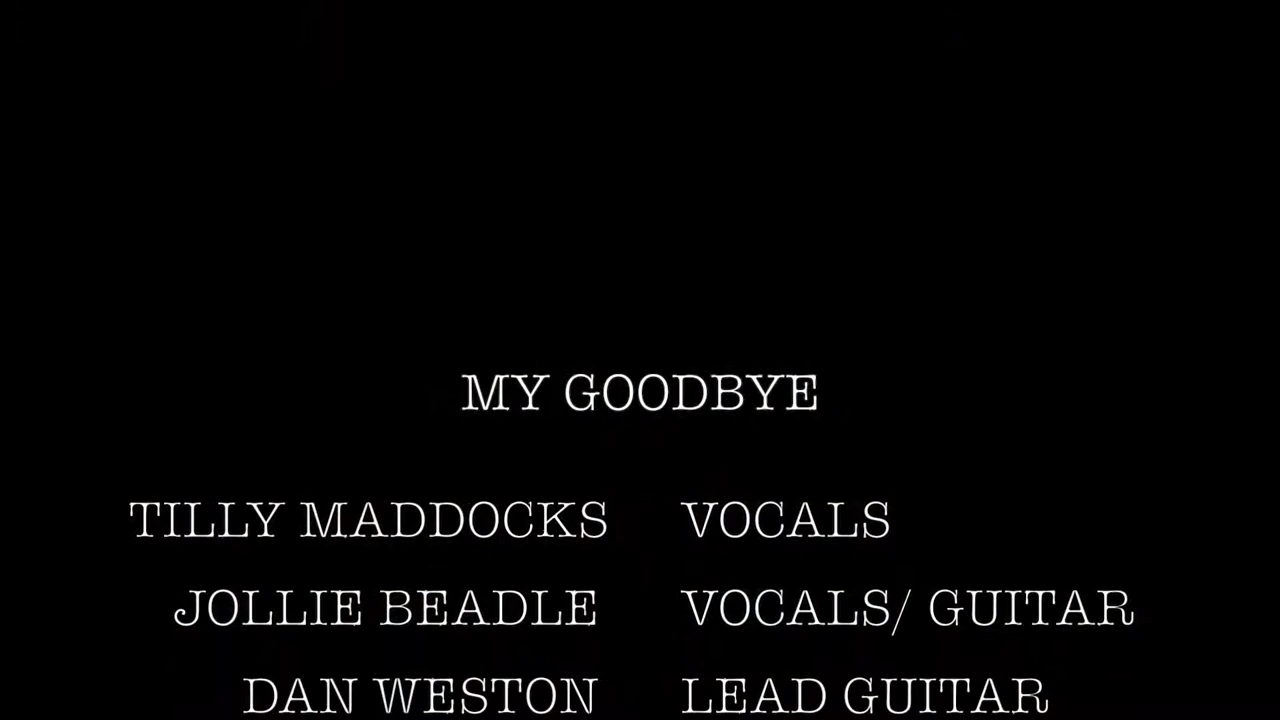 MY GOODBYE
TILLY MADDOCKS VOCALS
JOLLIE BEADLE VOCALS/ GUITAR
DAN WESTON LEAD GUITAR